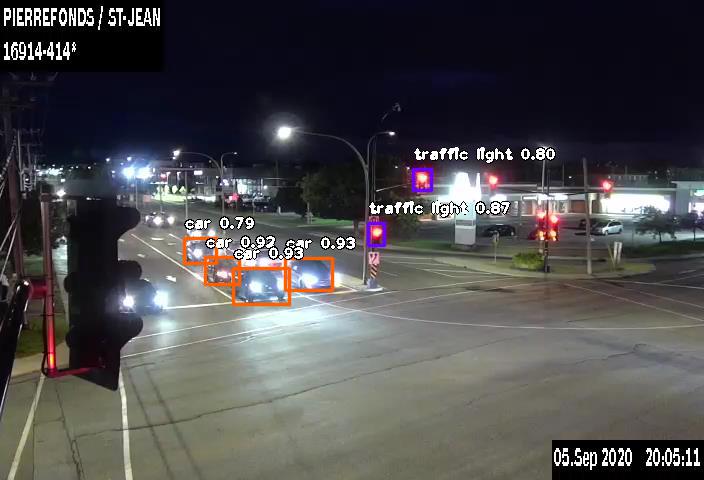 PIERREFONDS / ST-JEAN
16914-414*
traffic light 0.80
traffic light 0.87
car 0.79
car 0.92
car 0.93
car 0.93
05.Sep 2020 20:05:11